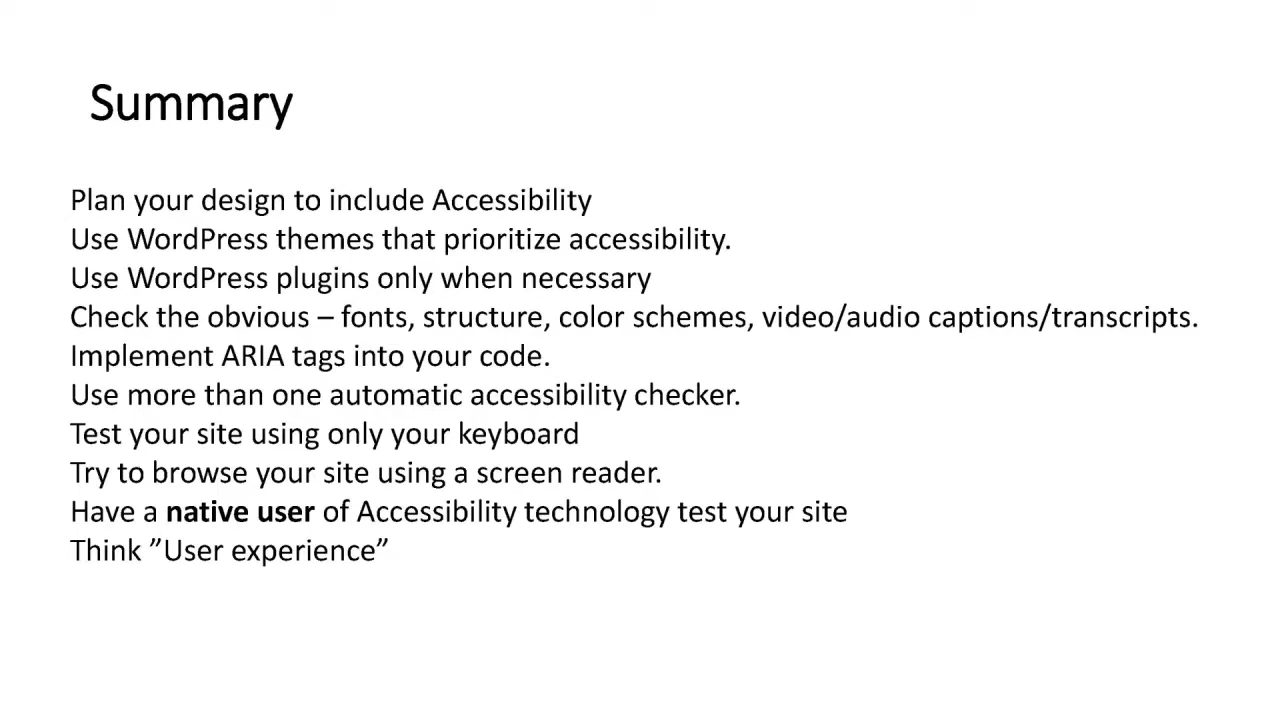 Summary
Plan your design to include Accessibility
Use WordPress themes that prioritize accessibility.
Use WordPress plugins only when necessary
Check the obvious – fonts, structure, color schemes, video/audio captions/transcripts.
Implement ARIA tags into your code.
Use more than one automatic accessibility checker.
Test your site using only your keyboard
Try to browse your site using a screen reader.
Have a native user of Accessibility technology test your site
Think ”User experience”